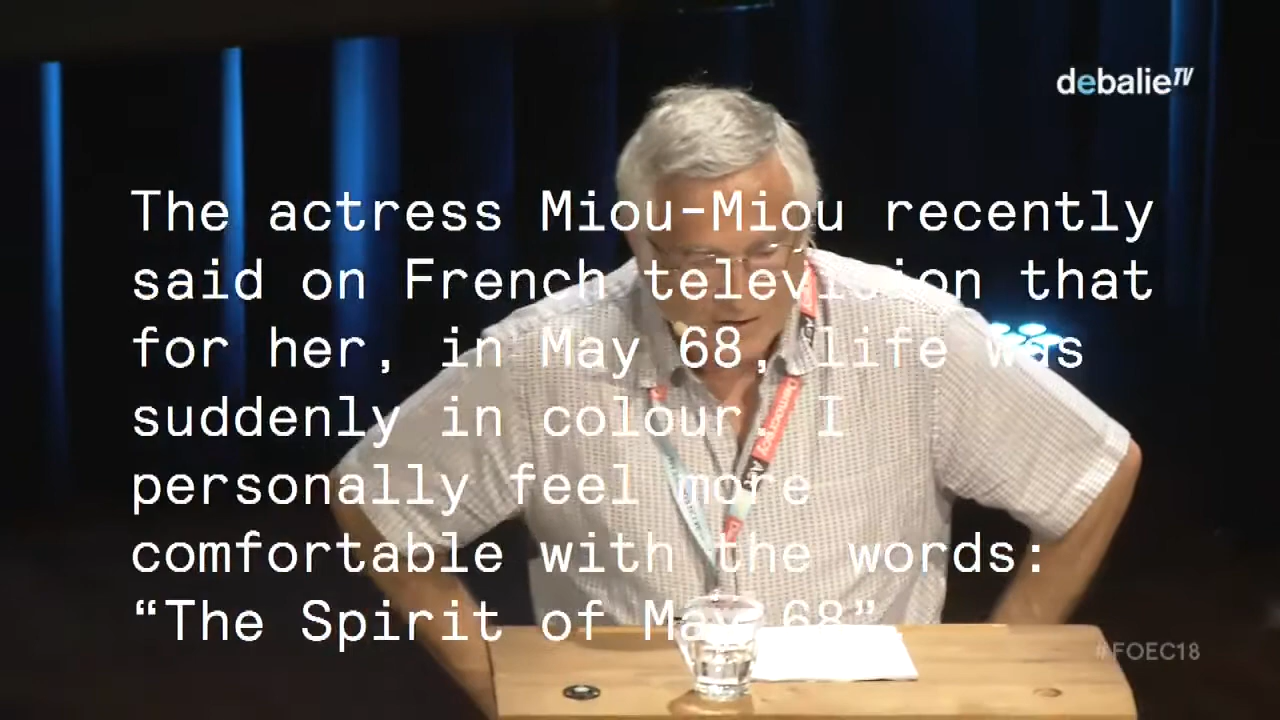 debalieTV
The actress Miou-Miou recently
said on French television that
for her, in May 68, life was
suddenly in colour. I
personally feel more
comfortable with the words:
“The Spirit of May 68”.
Democracy
#FOEC18